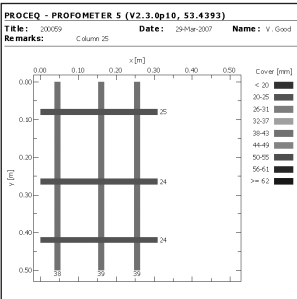 PROCEQ - PROFOMETER 5 (V2.3.0p10, 53.4393)
Title: 200059 Date: 29-Mar-2007 Name: V. Good
Remarks: Column 25
x [m]
0.00 0.10 0.20 0.30 0.40 0.50
Cover [mm]
< 20
20-25
26-31
32-37
38-43
44-49
50-55
56-61
>= 62
y [m]
0.00
0.10
0.20
0.30
0.40
0.50
25
24
24
38 39 39